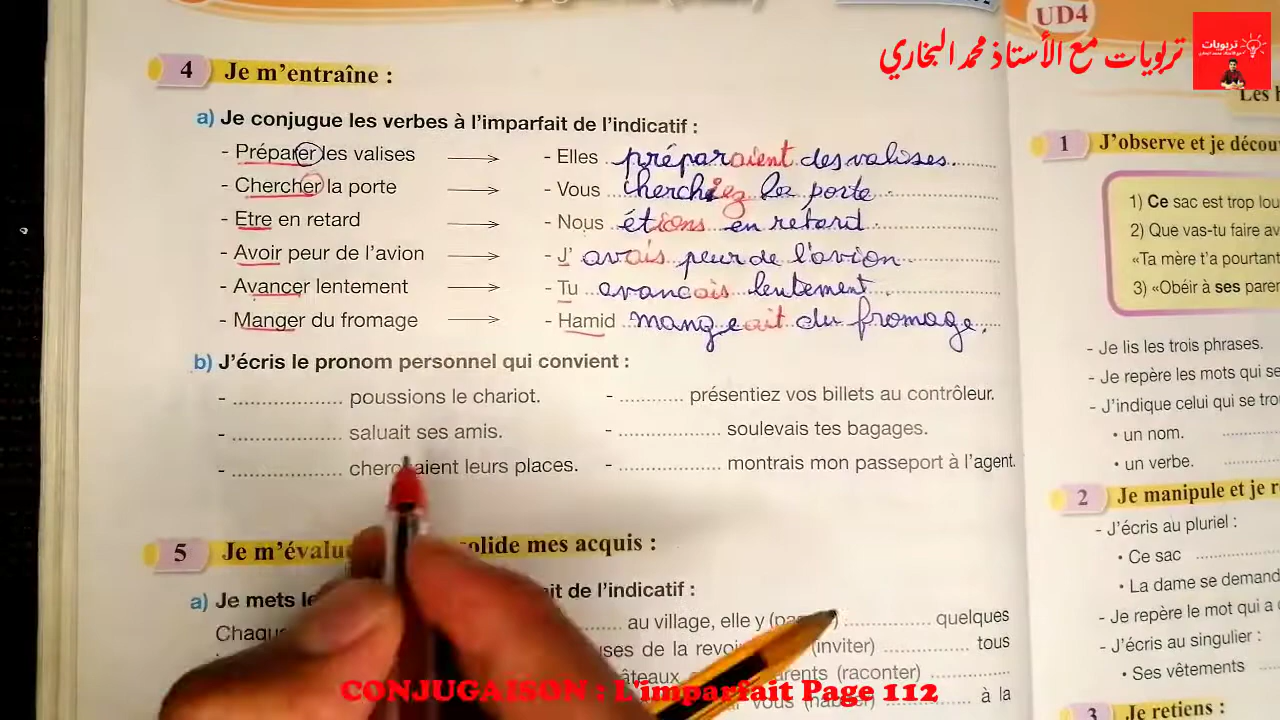 UD4
تربويات مع الأستاذ محمد البخاري
تربويات
4 Je m'entraîne :
a) Je conjugue les verbes à l'imparfait de l'indicatif :
- Préparer les valises - Elles préparaient des valises.
- Chercher la porte - Vous cherchiez la porte.
- Etre en retard - Nous étions en retard.
- Avoir peur de l'avion - J' avais peur de l'avion.
- Avancer lentement - Tu avancais lentement.
- Manger du fromage - Hamid mangeait du fromage.
b) J'écris le pronom personnel qui convient :
- .................... poussions le chariot. - ............ présentiez vos billets au contrôleur.
- .................... saluait ses amis. - ................... soulevais tes bagages.
- .................... cherchaient leurs places. - ................... montrais mon passeport à l'agent.
5 Je m'évalu olide mes acquis :
a) Je mets le it de l'indicatif :
Chaqu ........ au village, elle y ............... quelques
de la (inviter) ............... tous
(raconter) ..............
............... à la
Les
1 J'observe et je décou
1) Ce sac est trop lou
2) Que vas-tu faire av
«Ta mère t'a pourtant
3) «Obéir à ses paren
- Je lis les trois phrases.
- Je repère les mots qui se
- J'indique celui qui se tro
• un nom.
• un verbe.
2 Je manipule et je r
- J'écris au pluriel :
• Ce sac ..............
• La dame se demand
- Je repère le mot qui a
- J'écris au singulier :
• Ses vêtements ....
3 Je retiens :
CONJUGAISON : L'imparfait Page 112